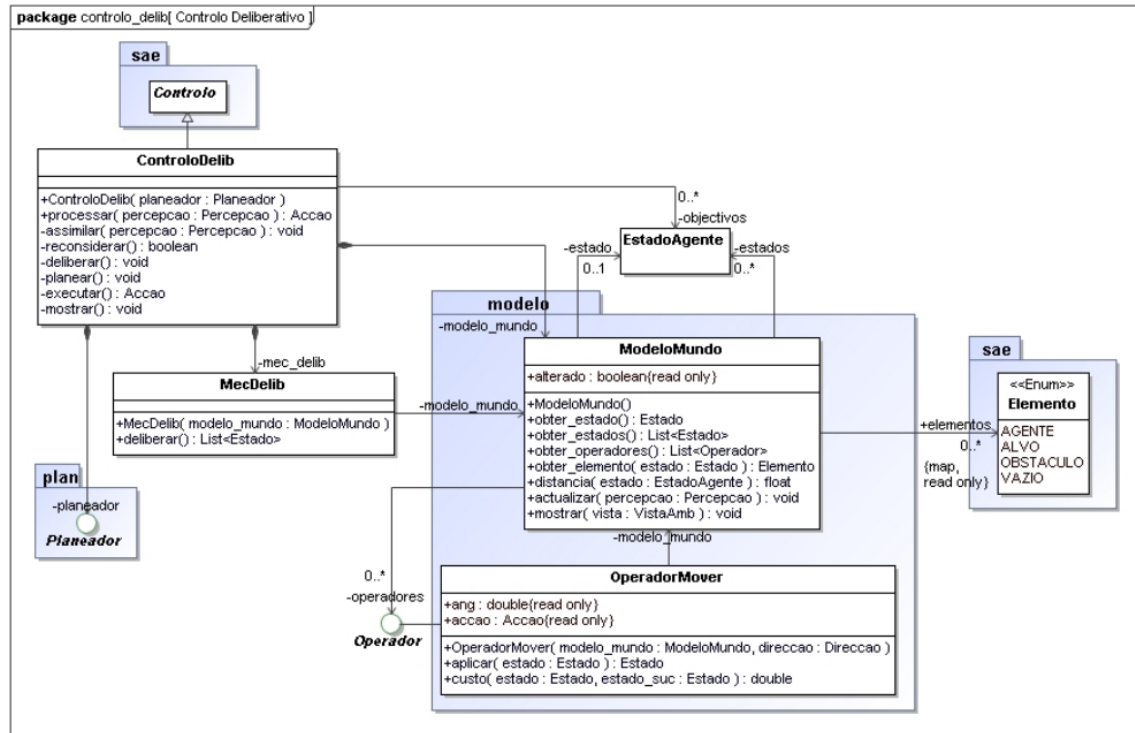 package controlo_delib[ Controlo Deliberativo ]
sae
Controlo
ControloDelib
+ControloDelib( planeador : Planeador )
+processar( percepcao : Percepcao ) : Accao
-assimilar( percepcao : Percepcao ) : void
-reconsiderar() : boolean
-deliberar() : void
-planear() : void
-executar() : Accao
-mostrar() : void
0..*
-objectivos
EstadoAgente
-estado
0..1
-estados
0..*
modelo
-modelo_mundo
ModeloMundo
+alterado : boolean{read only}
+ModeloMundo()
+obter_estado() : Estado
+obter_estados() : List<Estado>
+obter_operadores() : List<Operador>
+obter_elemento( estado : Estado ) : Elemento
+distancia( estado : EstadoAgente ) : float
+actualizar( percepcao : Percepcao ) : void
+mostrar( vista : VistaAmb ) : void
-mec_delib
MecDelib
+MecDelib( modelo_mundo : ModeloMundo )
+deliberar() : List<Estado>
-modelo_mundo
sae
<<Enum>>
Elemento
AGENTE
ALVO
OBSTACULO
VAZIO
+elementos
0..*
{map,
read only}
plan
-planeador
Planeador
-modelo_mundo
0..*
-operadores
Operador
OperadorMover
+ang : double{read only}
+accao : Accao{read only}
+OperadorMover( modelo_mundo : ModeloMundo, direccao : Direccao )
+aplicar( estado : Estado ) : Estado
+custo( estado : Estado, estado_suc : Estado ) : double